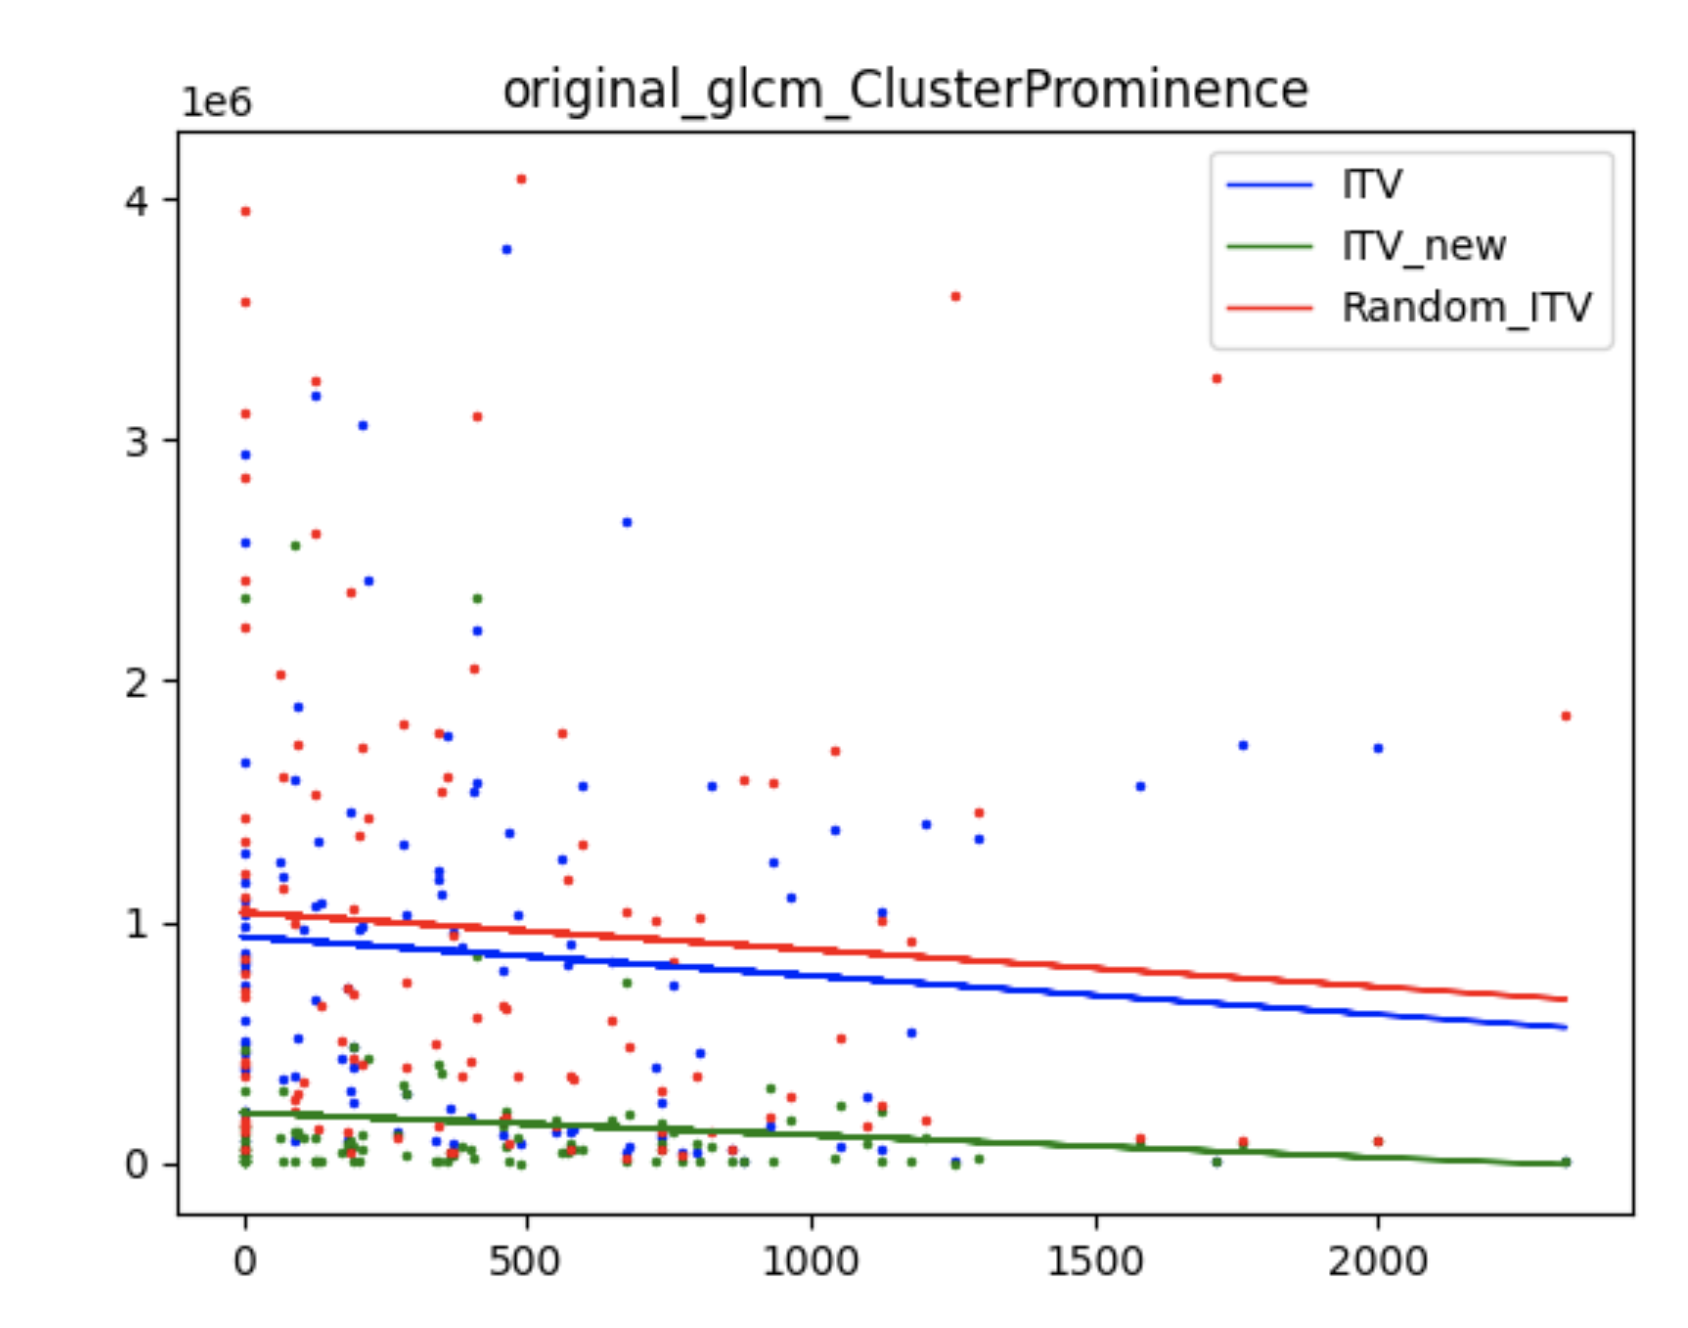 original_glcm_ClusterProminence
1e6
ITV
ITV_new
Random_ITV
4
3
2
1
0
0 500 1000 1500 2000